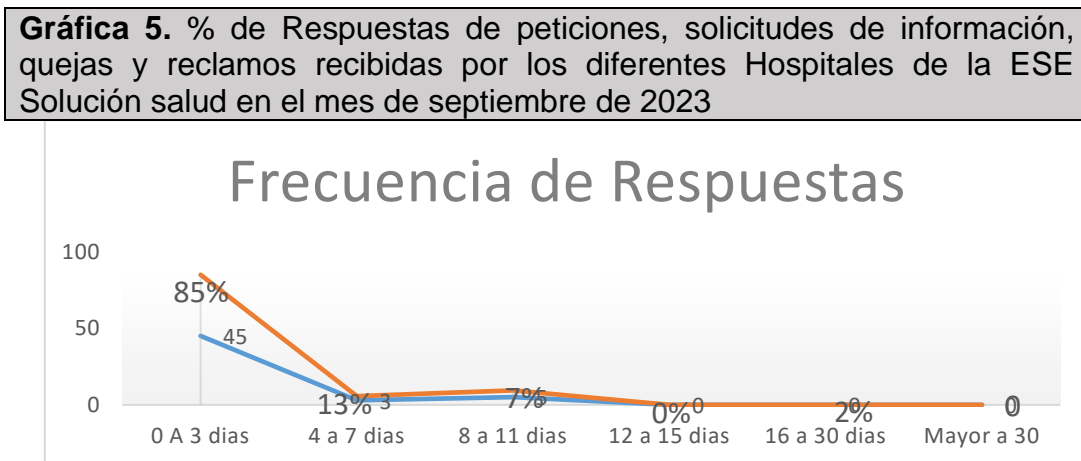 Gráfica 5. % de Respuestas de peticiones, solicitudes de información,
quejas y reclamos recibidas por los diferentes Hospitales de la ESE
Solución salud en el mes de septiembre de 2023
Frecuencia de Respuestas
100
85%
50
45
0
13% 3
7% 5
0% 0
2% 0
0 0
0 A 3 dias 4 a 7 dias 8 a 11 dias 12 a 15 dias 16 a 30 dias Mayor a 30